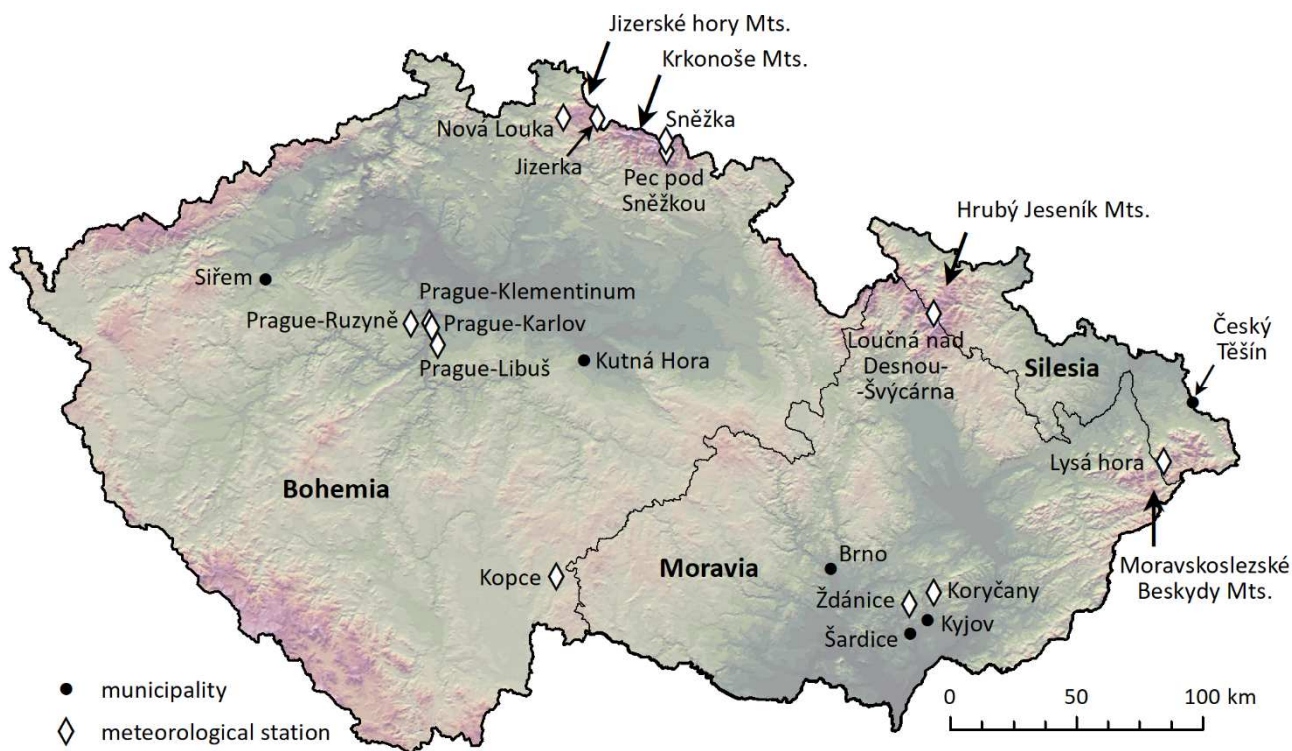 Jizerské hory Mts.
Krkonoše Mts.
Sněžka
Nová Louka
Jizerka
Pec pod
Sněžkou
Hrubý Jeseník Mts.
Siřem
Prague-Klementinum
Prague-Ruzyně
Prague-Karlov
Prague-Libuš
Kutná Hora
Loučná nad
Desnou-
-Švýcárna
Silesia
Český
Těšín
Lysá hora
Bohemia
Moravia
Brno
Kopce
Ždánice
Koryčany
Kyjov
Šardice
Moravskoslezské
Beskydy Mts.
municipality
meteorological station
0 50 100 km